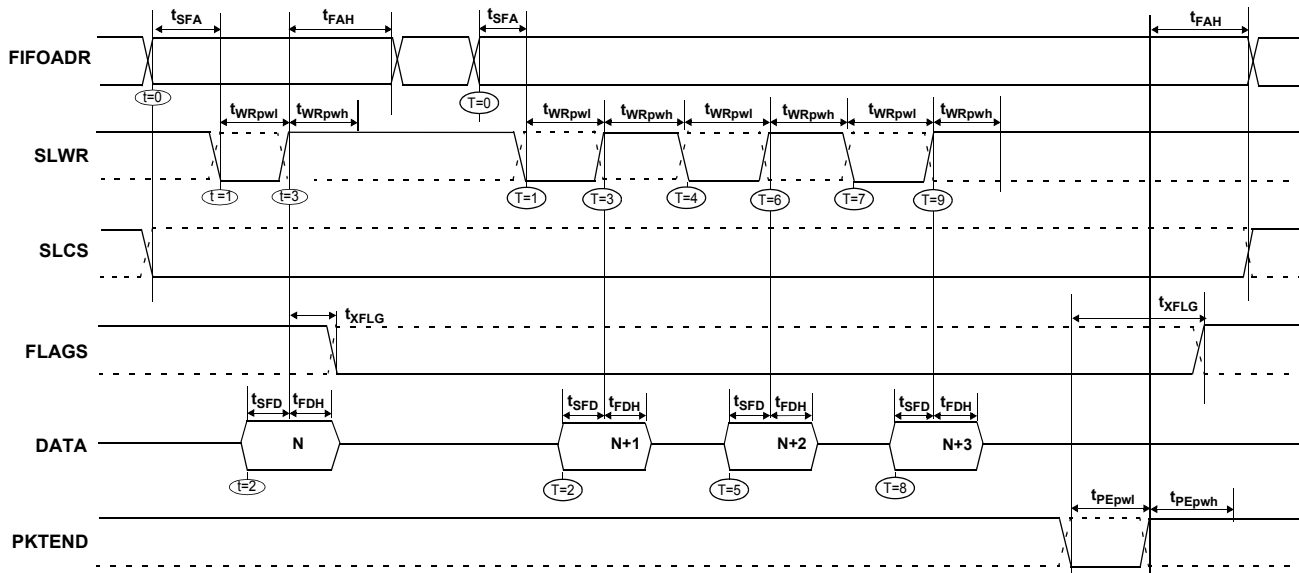 tSFA tFAH tSFA tFAH
FIFOADR
t=0 T=0
tWRpwl tWRpwh tWRpwl tWRpwh tWRpwl tWRpwh tWRpwl tWRpwh
SLWR
t=1 t=3 T=1 T=3 T=4 T=6 T=7 T=9
SLCS
tXFLG tXFLG
FLAGS
tSFD tFDH tSFD tFDH tSFD tFDH tSFD tFDH
DATA N N+1 N+2 N+3
t=2 T=2 T=5 T=8
tPEpwl tPEpwh
PKTEND